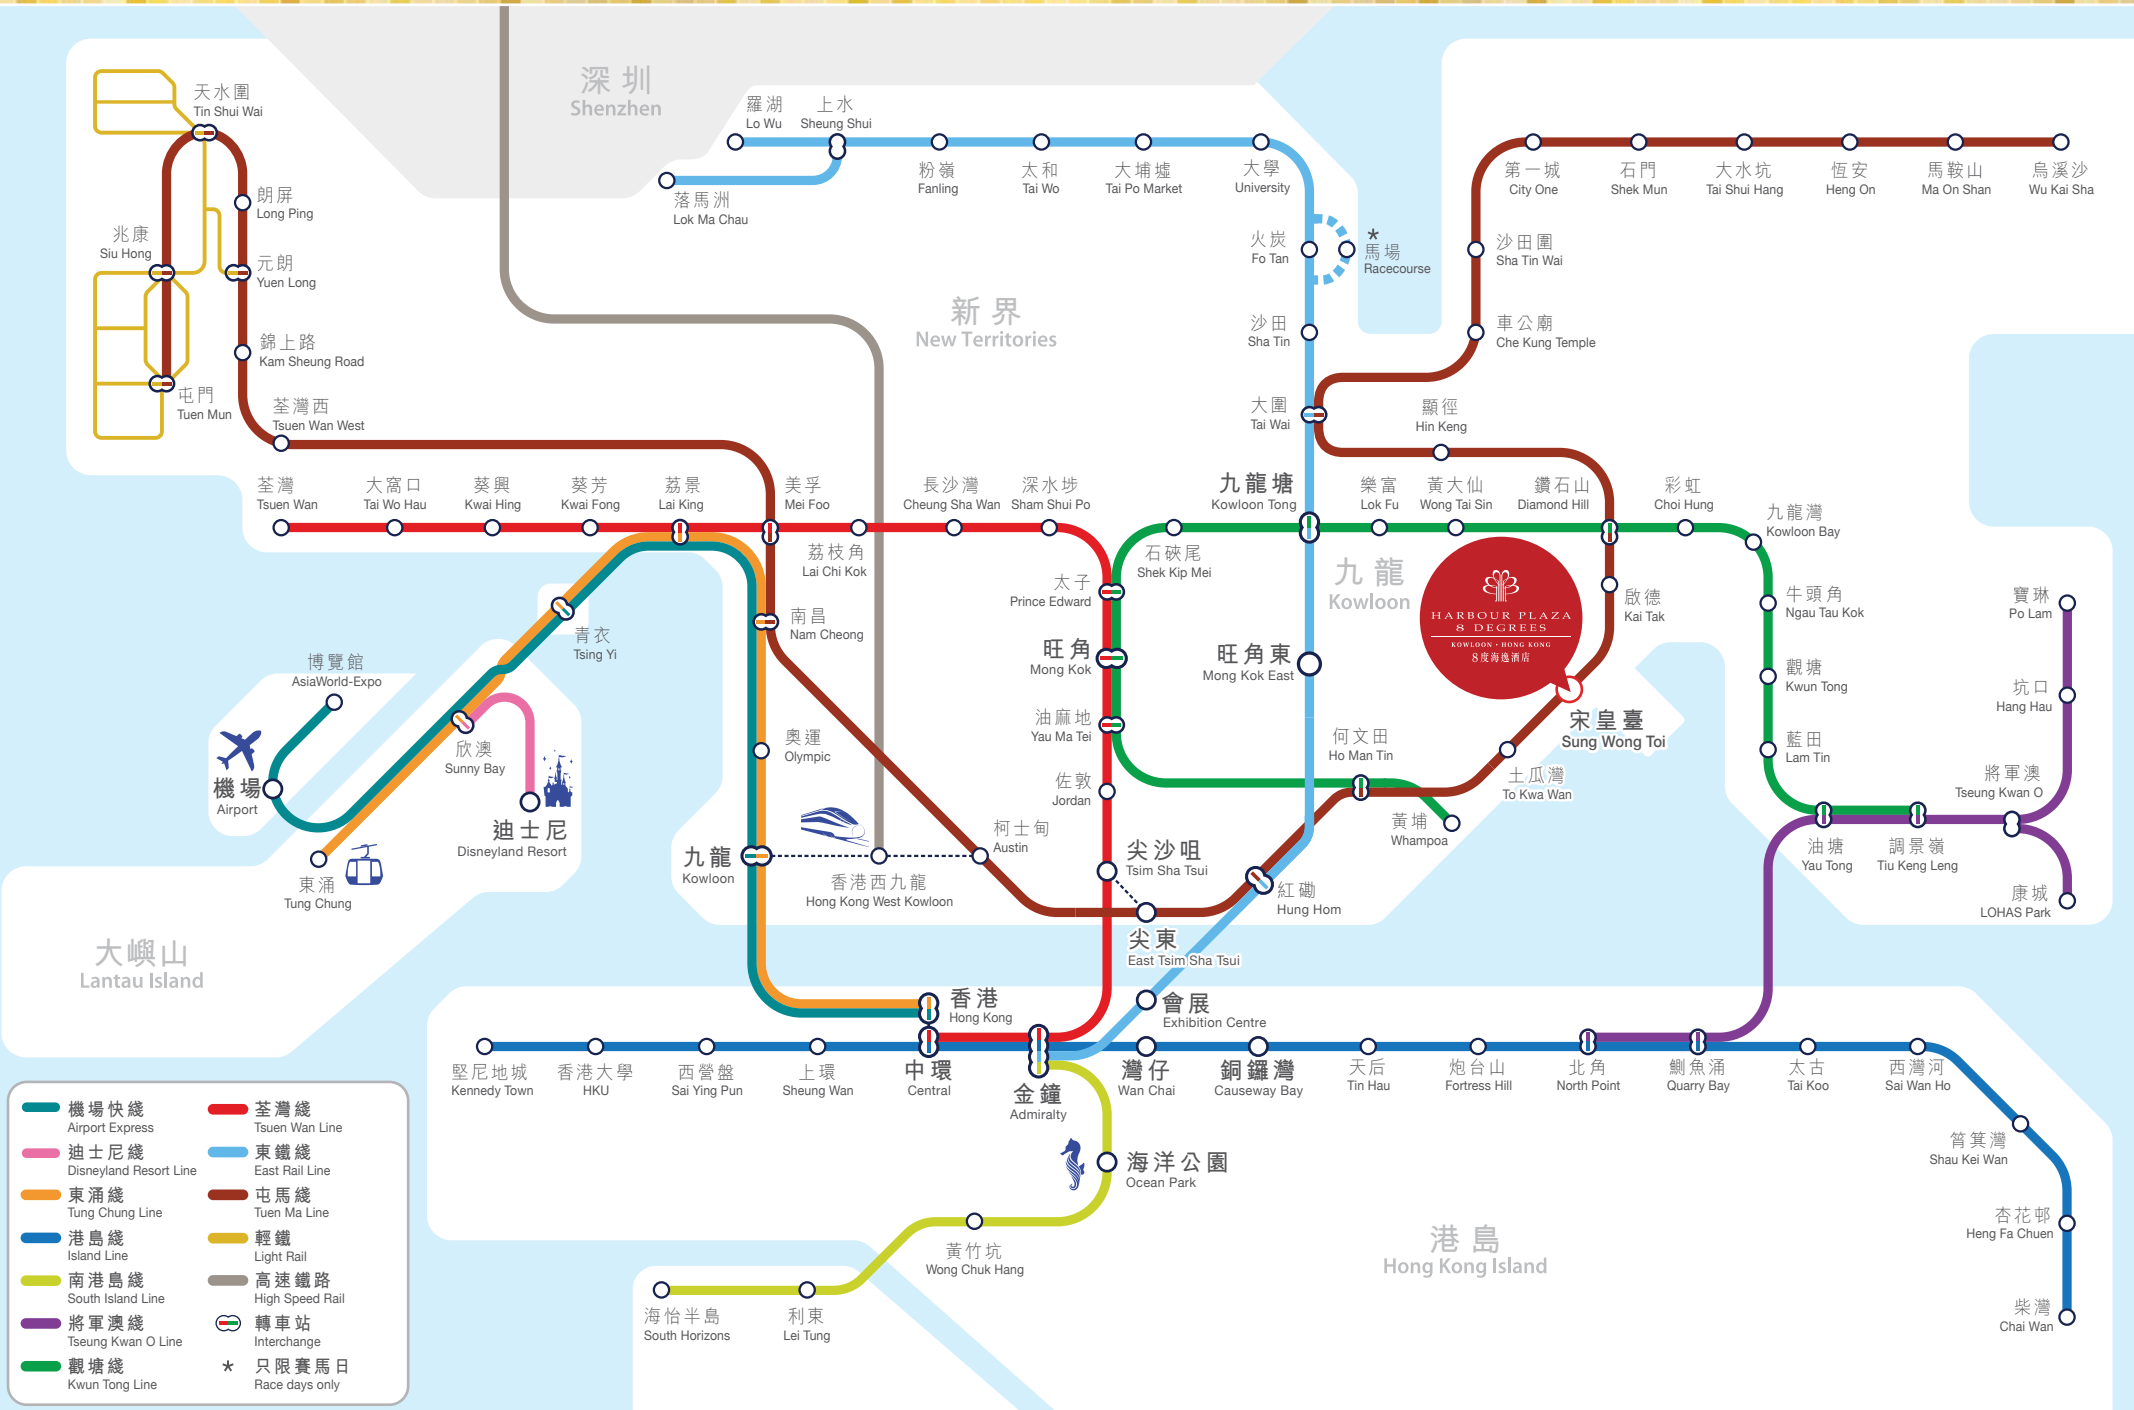 深圳
Shenzhen
天水圍
Tin Shui Wai
羅湖
Lo Wu
上水
Sheung Shui
落馬洲
Lok Ma Chau
粉嶺
Fanling
太和
Tai Wo
大埔墟
Tai Po Market
大學
University
第一城
City One
石門
Shek Mun
大水坑
Tai Shui Hang
恆安
Heng On
馬鞍山
Ma On Shan
烏溪沙
Wu Kai Sha
朗屏
Long Ping
兆康
Siu Hong
元朗
Yuen Long
火炭
Fo Tan
*
馬場
Racecourse
沙田圍
Sha Tin Wai
新界
New Territories
錦上路
Kam Sheung Road
沙田
Sha Tin
車公廟
Che Kung Temple
屯門
Tuen Mun
荃灣西
Tsuen Wan West
大圍
Tai Wai
顯徑
Hin Keng
荃灣
Tsuen Wan
大窩口
Tai Wo Hau
葵興
Kwai Hing
葵芳
Kwai Fong
荔景
Lai King
美孚
Mei Foo
長沙灣
Cheung Sha Wan
深水埗
Sham Shui Po
九龍塘
Kowloon Tong
樂富
Lok Fu
黃大仙
Wong Tai Sin
鑽石山
Diamond Hill
彩虹
Choi Hung
九龍灣
Kowloon Bay
荔枝角
Lai Chi Kok
石硤尾
Shek Kip Mei
九龍
Kowloon
太子
Prince Edward
HARBOUR PLAZA
8 DEGREES
KOWLOON • HONG KONG
8度海逸酒店
啟德
Kai Tak
牛頭角
Ngau Tau Kok
寶琳
Po Lam
南昌
Nam Cheong
青衣
Tsing Yi
旺角
Mong Kok
旺角東
Mong Kok East
博覽館
AsiaWorld-Expo
觀塘
Kwun Tong
坑口
Hang Hau
油麻地
Yau Ma Tei
宋皇臺
Sung Wong Toi
欣澳
Sunny Bay
奧運
Olympic
何文田
Ho Man Tin
藍田
Lam Tin
機場
Airport
佐敦
Jordan
土瓜灣
To Kwa Wan
將軍澳
Tseung Kwan O
迪士尼
Disneyland Resort
柯士甸
Austin
黃埔
Whampoa
九龍
Kowloon
尖沙咀
Tsim Sha Tsui
油塘
Yau Tong
調景嶺
Tiu Keng Leng
東涌
Tung Chung
香港西九龍
Hong Kong West Kowloon
紅磡
Hung Hom
康城
LOHAS Park
大嶼山
Lantau Island
尖東
East Tsim Sha Tsui
香港
Hong Kong
會展
Exhibition Centre
堅尼地城
Kennedy Town
香港大學
HKU
西營盤
Sai Ying Pun
上環
Sheung Wan
中環
Central
金鐘
Admiralty
灣仔
Wan Chai
銅鑼灣
Causeway Bay
天后
Tin Hau
炮台山
Fortress Hill
北角
North Point
鰂魚涌
Quarry Bay
太古
Tai Koo
西灣河
Sai Wan Ho
筲箕灣
Shau Kei Wan
海洋公園
Ocean Park
杏花邨
Heng Fa Chuen
黃竹坑
Wong Chuk Hang
港島
Hong Kong Island
海怡半島
South Horizons
利東
Lei Tung
柴灣
Chai Wan
機場快綫
Airport Express
荃灣綫
Tsuen Wan Line
迪士尼綫
Disneyland Resort Line
東鐵綫
East Rail Line
東涌綫
Tung Chung Line
屯馬綫
Tuen Ma Line
港島綫
Island Line
輕鐵
Light Rail
南港島綫
South Island Line
高速鐵路
High Speed Rail
將軍澳綫
Tseung Kwan O Line
轉車站
Interchange
觀塘綫
Kwun Tong Line
* 只限賽馬日
Race days only